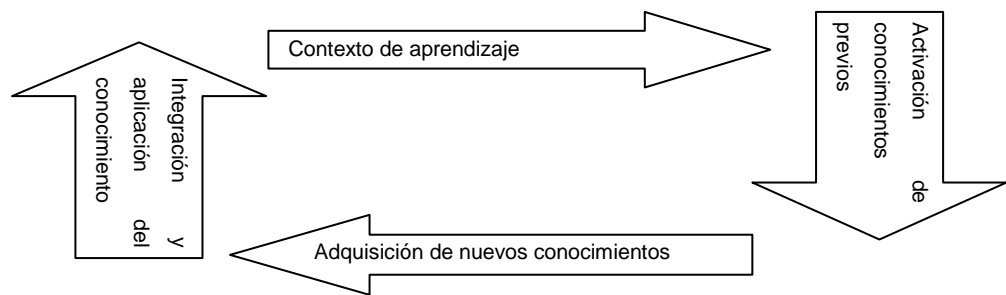 Contexto de aprendizaje
Activación de
conocimientos
previos
Adquisición de nuevos conocimientos
Integración y
aplicación del
conocimiento